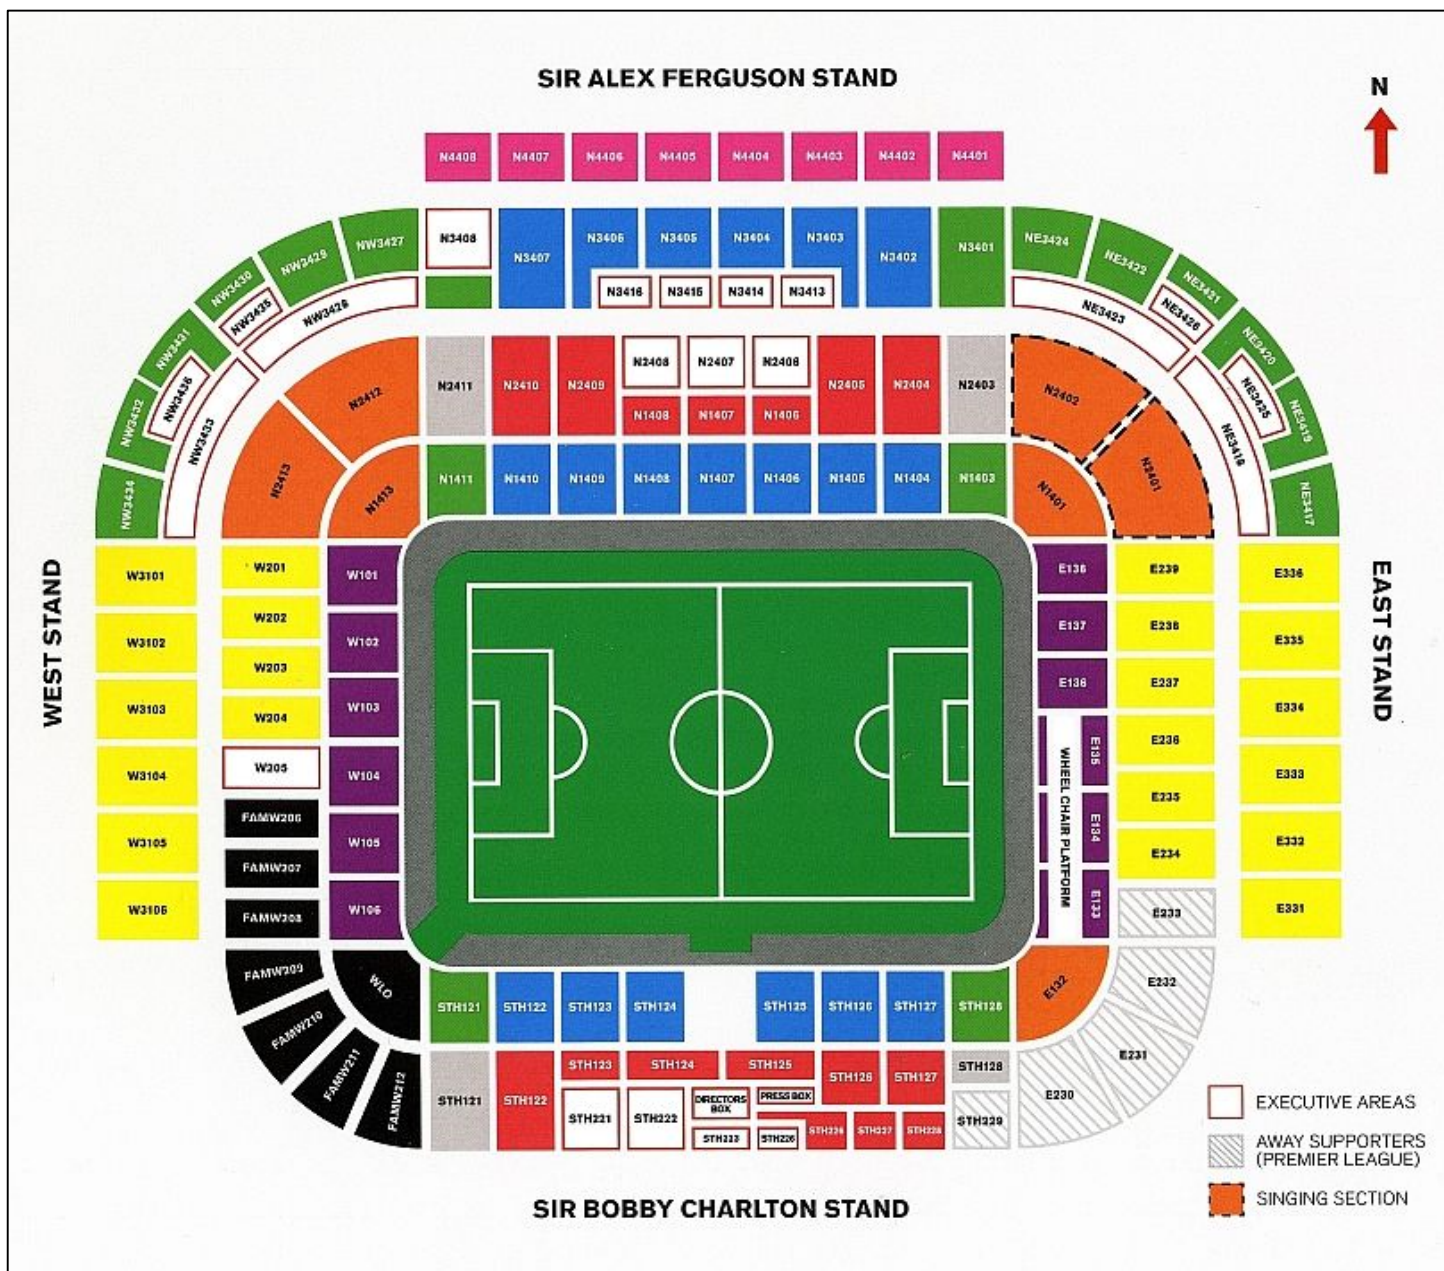 SIR ALEX FERGUSON STAND
N
N4408 N4407 N4406 N4405 N4404 N4403 N4402 N4401
NW3427 N3408 N3407 N3406 N3405 N3404 N3403 N3402 N3401 NE3424
NW3429 NE3422
NW3430 NE3421
NW3435 NW3428 N3416 N3415 N3414 N3413 NE3423 NE3426
NW3431 NE3420
NW3436 N2412 N2411 N2410 N2409 N2408 N2407 N2406 N2405 N2404 N2403 N2402 NE3425
NW3432 NW3433 N1408 N1407 N1406 NE3418 NE3419
NW3434 N2413 N1413 N1411 N1410 N1409 N1408 N1407 N1406 N1405 N1404 N1403 N1401 N2401 NE3417
WEST STAND
EAST STAND
W3101 W201 W101 E138 E239 E336
W3102 W202 W102 E137 E238 E335
W3103 W203 W103 E136 E237 E334
W204 E236
W3104 W205 W104 E135 E235 E333
WHEEL CHAIR PLATFORM
W3105 FAMW206 W105 E134 E234 E332
FAMW207
W3106 FAMW208 W106 E133 E233 E331
FAMW209 WLO STH121 STH122 STH123 STH124 STH125 STH126 STH127 STH128 E132 E232
FAMW210 E231
FAMW211 STH123 STH124 STH125 STH126 STH127 STH128
FAMW212 STH121 STH122 STH221 STH222 DIRECTORS
BOX
PRESS BOX
E230
STH223 STH226 STH226 STH227 STH228 STH229
EXECUTIVE AREAS
AWAY SUPPORTERS
(PREMIER LEAGUE)
SINGING SECTION
SIR BOBBY CHARLTON STAND